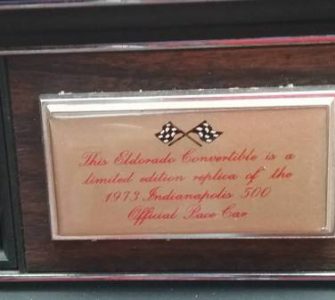 This Eldorado Convertible is a
limited edition replica of the
1973 Indianapolis 500
Official Pace Car